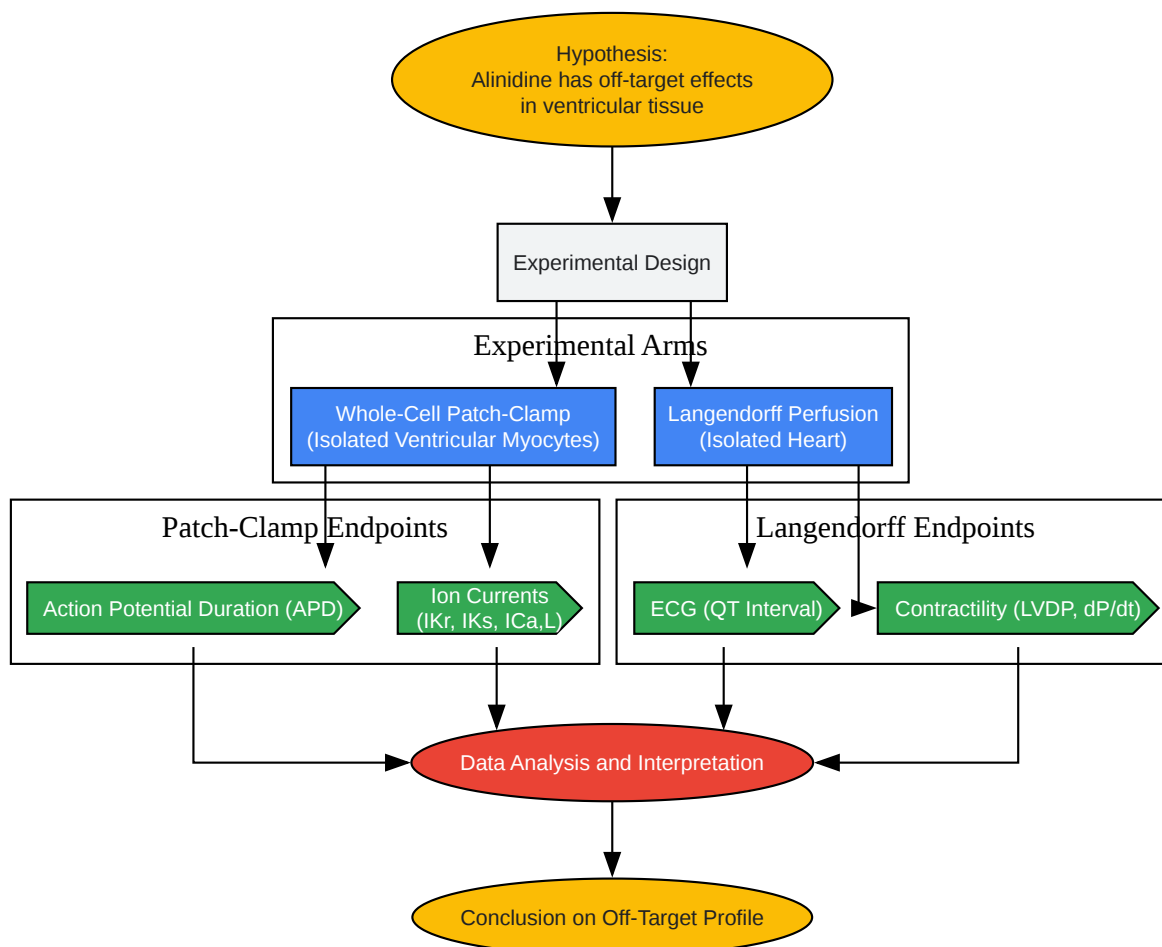 Hypothesis:
Alinidine has off-target effects
in ventricular tissue
Experimental Design
Experimental Arms
Whole-Cell Patch-Clamp
(Isolated Ventricular Myocytes)
Langendorff Perfusion
(Isolated Heart)
Patch-Clamp Endpoints
Langendorff Endpoints
Action Potential Duration (APD)
Ion Currents
(IKr, IKs, ICa,L)
ECG (QT Interval)
Contractility (LVDP, dP/dt)
Data Analysis and Interpretation
Conclusion on Off-Target Profile